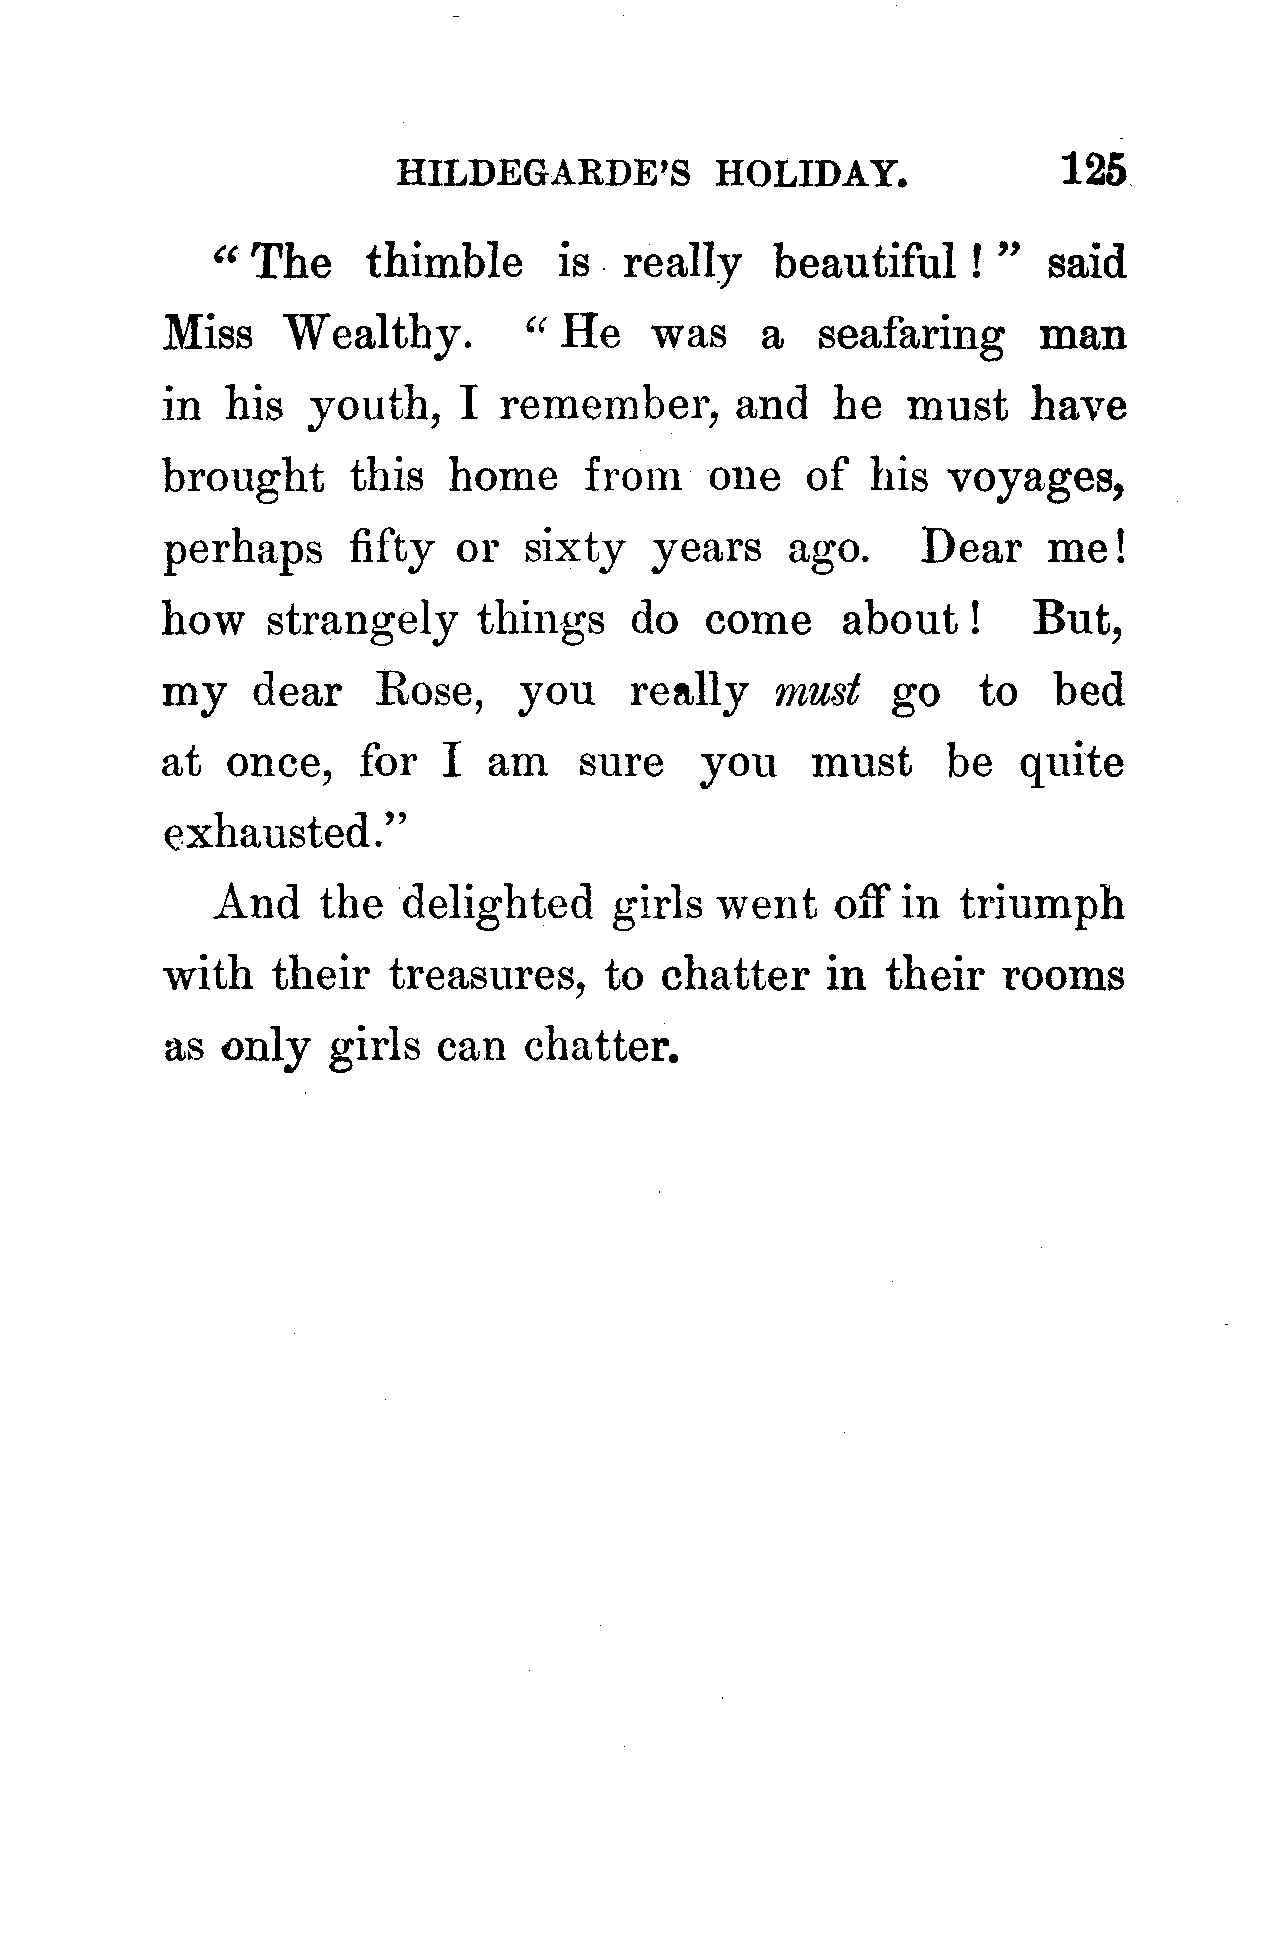 HILDEGARDE'S HOLIDAY. 125
“The thimble is really beautiful!” said
Miss Wealthy. “He was a seafaring man
in his youth, I remember, and he must have
brought this home from one of his voyages,
perhaps fifty or sixty years ago. Dear me!
how strangely things do come about! But,
my dear Rose, you really must go to bed
at once, for I am sure you must be quite
exhausted.”
And the delighted girls went off in triumph
with their treasures, to chatter in their rooms
as only girls can chatter.